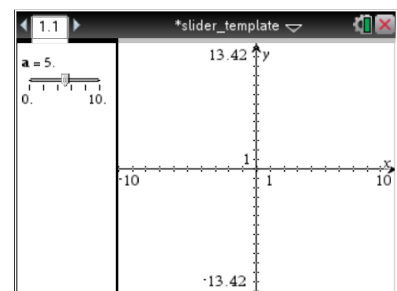 1.1
*slider_template
a = 5.
0. 10.
13.42 y
1
x
-10 1 10
-13.42